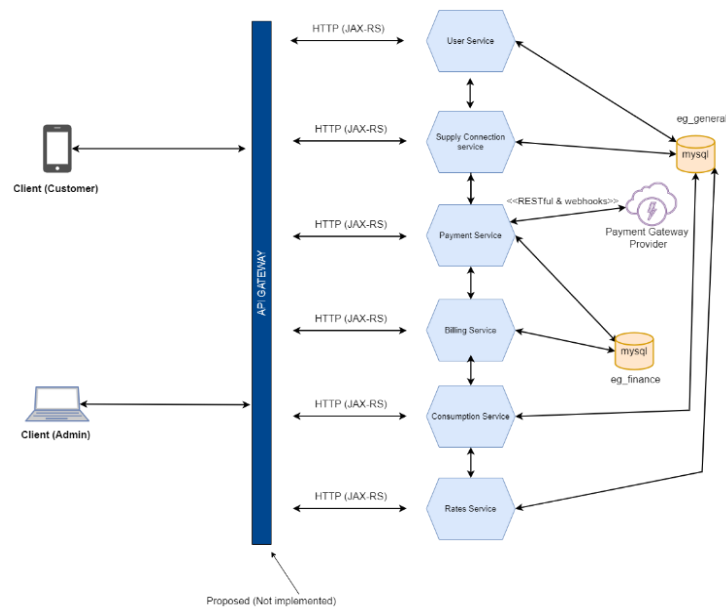 HTTP (JAX-RS)
User Service
eg_general
mysql
HTTP (JAX-RS)
Supply Connection
service
Client (Customer)
<<RESTful & webhooks>>
HTTP (JAX-RS)
Payment Service
Payment Gateway
Provider
API GATEWAY
HTTP (JAX-RS)
Billing Service
mysql
eg_finance
HTTP (JAX-RS)
Consumption Service
Client (Admin)
HTTP (JAX-RS)
Rates Service
Proposed (Not implemented)